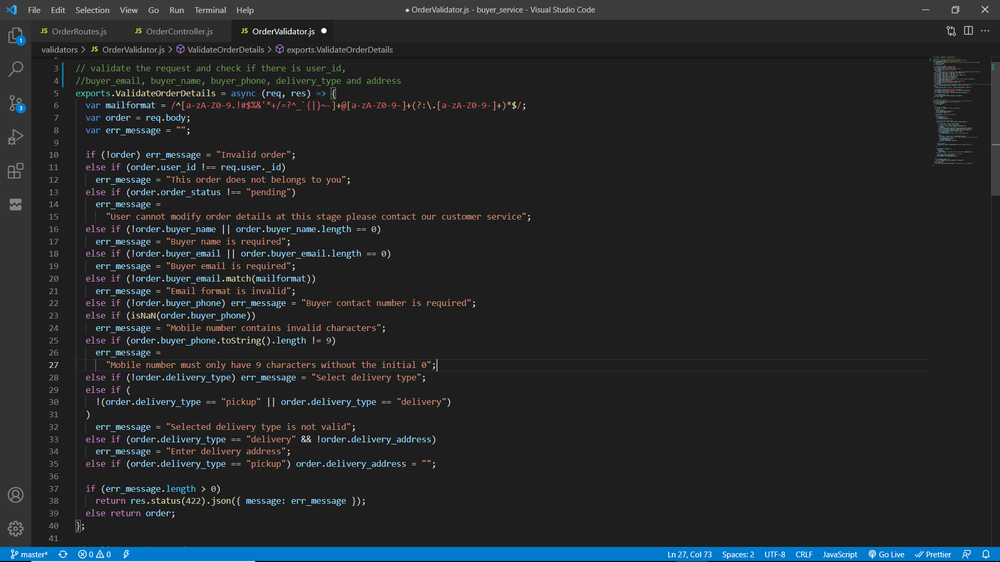 File Edit Selection View Go Run Terminal Help
● OrderValidator.js - buyer_service - Visual Studio Code
JS OrderRoutes.js JS OrderController.js JS OrderValidator.js
validators > JS OrderValidator.js > ValidateOrderDetails > exports.ValidateOrderDetails
1
3
2
3 // validate the request and check if there is user_id,
4 //buyer_email, buyer_name, buyer_phone, delivery_type and address
5 exports.ValidateOrderDetails = async (req, res) => {
6 var mailformat = /^[a-zA-Z0-9.!#$%&'*+/=?^_`{|}~-]+@[a-zA-Z0-9-]+(?:\.[a-zA-Z0-9-]+)*$/;
7 var order = req.body;
8 var err_message = "";
9
10 if (!order) err_message = "Invalid order";
11 else if (order.user_id !== req.user._id)
12 err_message = "This order does not belongs to you";
13 else if (order.order_status !== "pending")
14 err_message =
15 "User cannot modify order details at this stage please contact our customer service";
16 else if (!order.buyer_name || order.buyer_name.length == 0)
17 err_message = "Buyer name is required";
18 else if (!order.buyer_email || order.buyer_email.length == 0)
19 err_message = "Buyer email is required";
20 else if (!order.buyer_email.match(mailformat))
21 err_message = "Email format is invalid";
22 else if (!order.buyer_phone) err_message = "Buyer contact number is required";
23 else if (isNaN(order.buyer_phone))
24 err_message = "Mobile number contains invalid characters";
25 else if (order.buyer_phone.toString().length != 9)
26 err_message =
27 "Mobile number must only have 9 characters without the initial 0";
28 else if (!order.delivery_type) err_message = "Select delivery type";
29 else if (
30 !(order.delivery_type == "pickup" || order.delivery_type == "delivery")
31 )
32 err_message = "Selected delivery type is not valid";
33 else if (order.delivery_type == "delivery" && !order.delivery_address)
34 err_message = "Enter delivery address";
35 else if (order.delivery_type == "pickup") order.delivery_address = "";
36
37 if (err_message.length > 0)
38 return res.status(422).json({ message: err_message });
39 else return order;
40 };
41
master* 0 0 Ln 27, Col 73 Spaces: 2 UTF-8 CRLF JavaScript Go Live Prettier